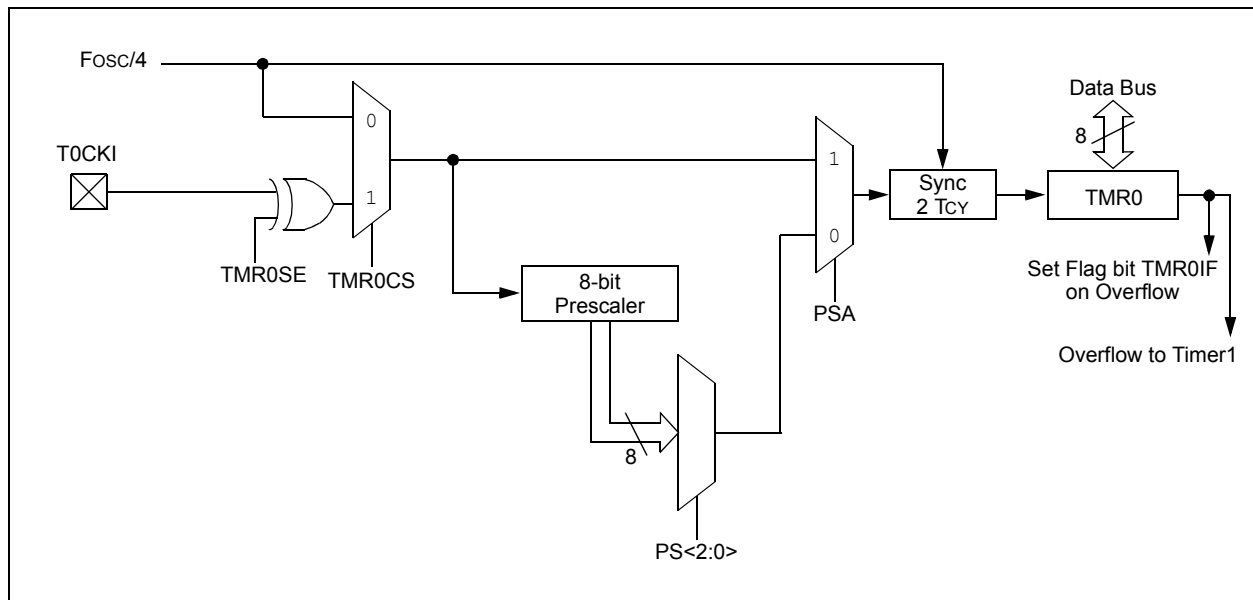 FOSC/4
T0CKI
0
1
TMR0SE
TMR0CS
8-bit
Prescaler
8
PS<2:0>
1
0
PSA
Sync
2 TCY
Data Bus
8
TMR0
Set Flag bit TMR0IF
on Overflow
Overflow to Timer1